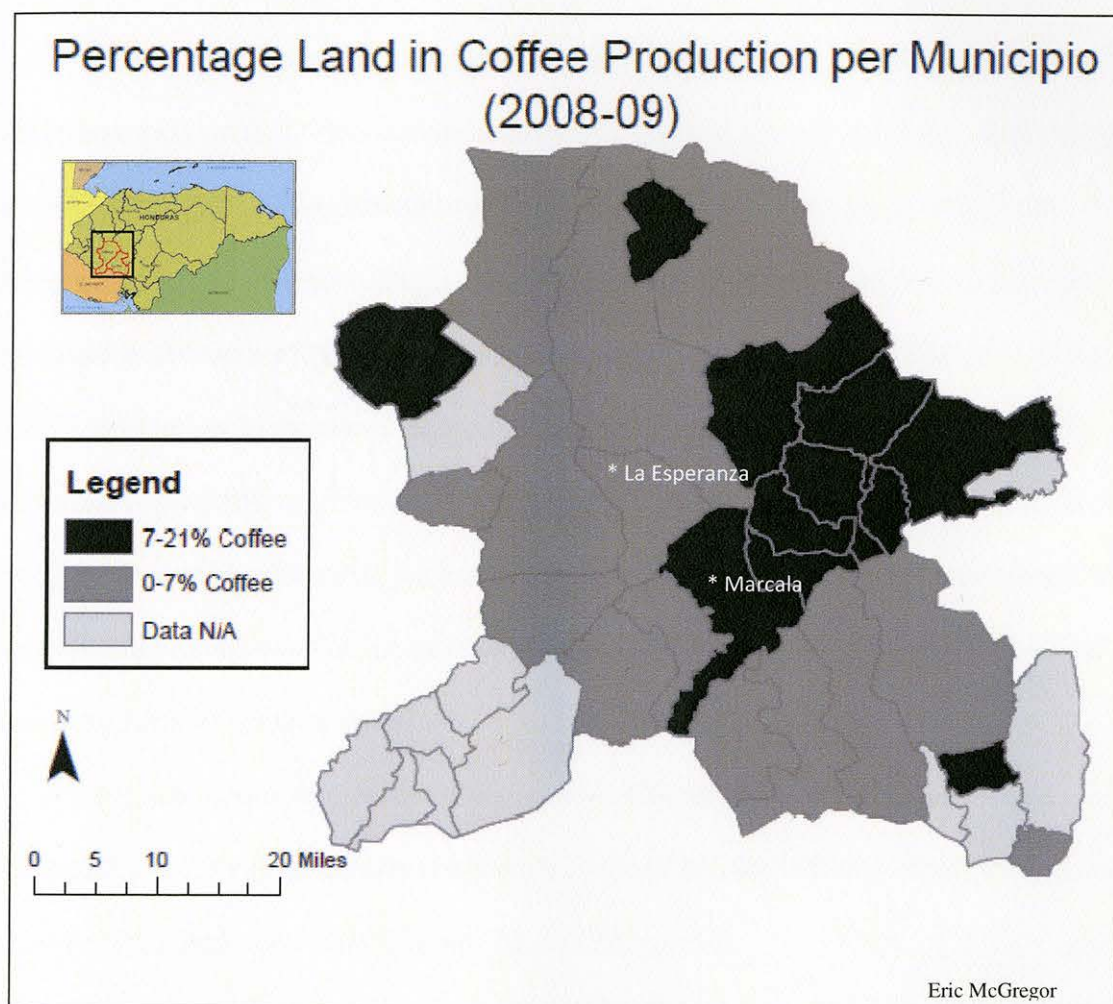 Percentage Land in Coffee Production per Municipio
(2008-09)
HONDURAS
* La Esperanza
* Marcala
Legend
7-21% Coffee
0-7% Coffee
Data N/A
N
0 5 10 20 Miles
Eric McGregor